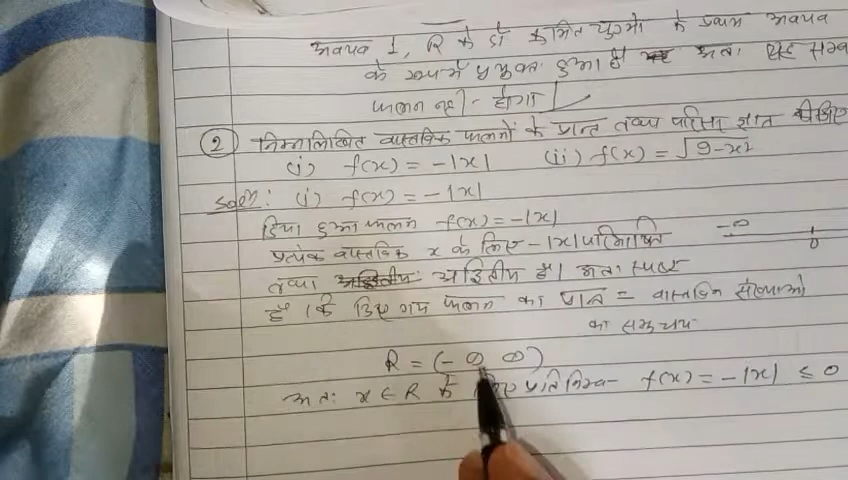 अवयव 1, R के दो क्रमित युग्मों के प्रथम अवयव
के रूप में प्रयुक्त हुआ है अतः यह सम्ब
फलन नही होगा
(2) निम्नलिखित वास्तविक फलनों के प्रान्त तथा परिसर ज्ञात कीजिए
(i) f(x) = -|x| (ii) f(x) = √9-x2
Soln: (i) f(x) = -|x|
दिया हुआ फलन f(x) = -|x|
प्रत्येक वास्तविक x के लिए -|x| परिभाषित
तथा अद्वितीय है। अतः स्पष्ट
है कि दिए गए फलन का प्रान्त = वास्तविक संख्याओ
का समुच्चय
R = (-∞ ∞)
अतः x ∈ R के लिए प्रतिबिम्ब f(x) = -|x| ≤ 0